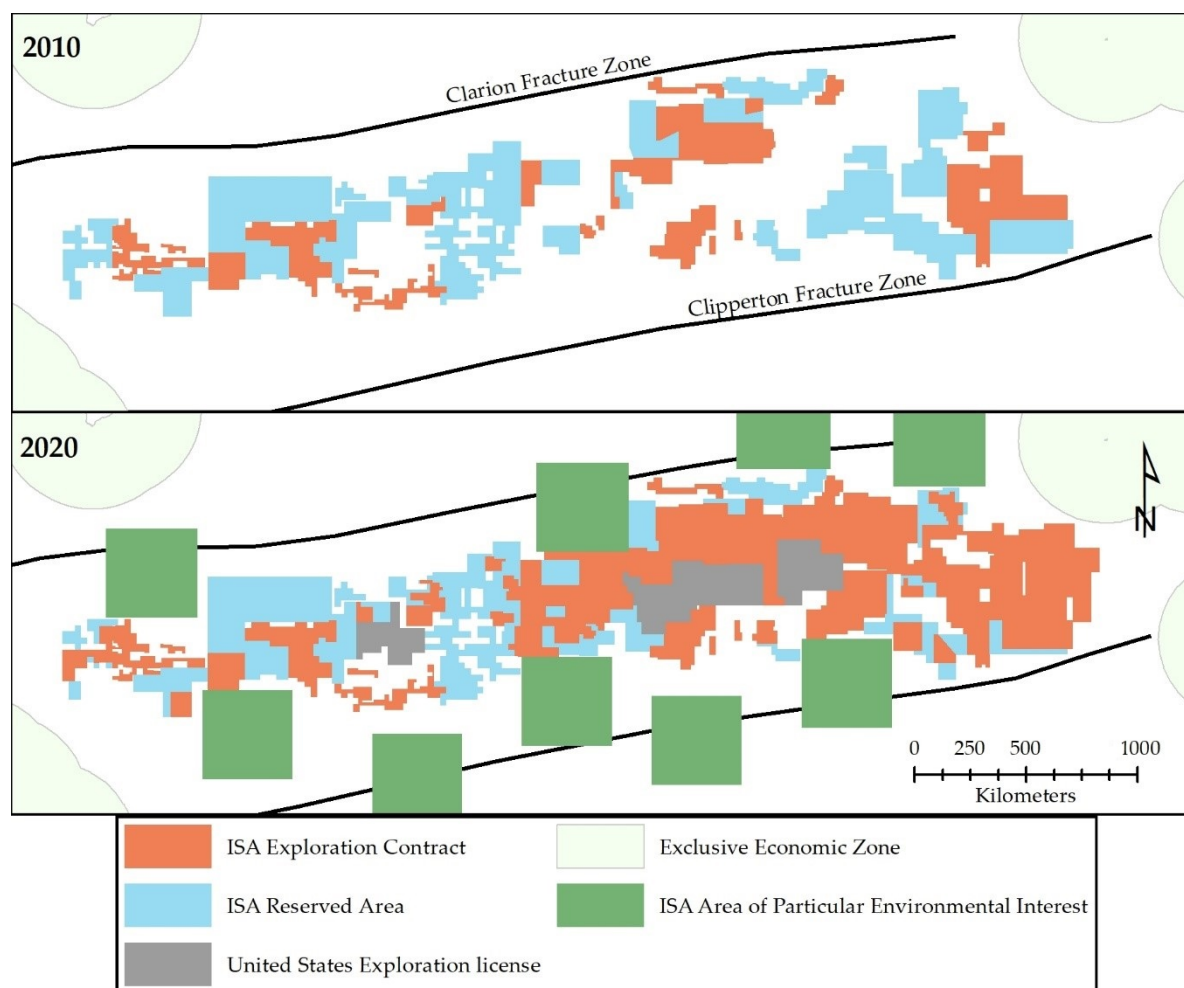 2010
Clarion Fracture Zone
Clipperton Fracture Zone
2020
N
0 250 500 1000
Kilometers
ISA Exploration Contract
Exclusive Economic Zone
ISA Reserved Area
ISA Area of Particular Environmental Interest
United States Exploration license